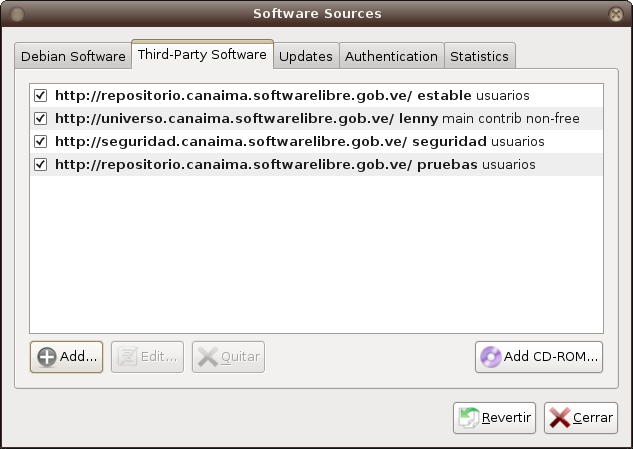 Software Sources
Debian Software Third-Party Software Updates Authentication Statistics
http://repositorio.canaima.softwarelibre.gob.ve/ estable usuarios
http://universo.canaima.softwarelibre.gob.ve/ lenny main contrib non-free
http://seguridad.canaima.softwarelibre.gob.ve/ seguridad usuarios
http://repositorio.canaima.softwarelibre.gob.ve/ pruebas usuarios
Add... Edit... Quitar Add CD-ROM...
Revertir Cerrar